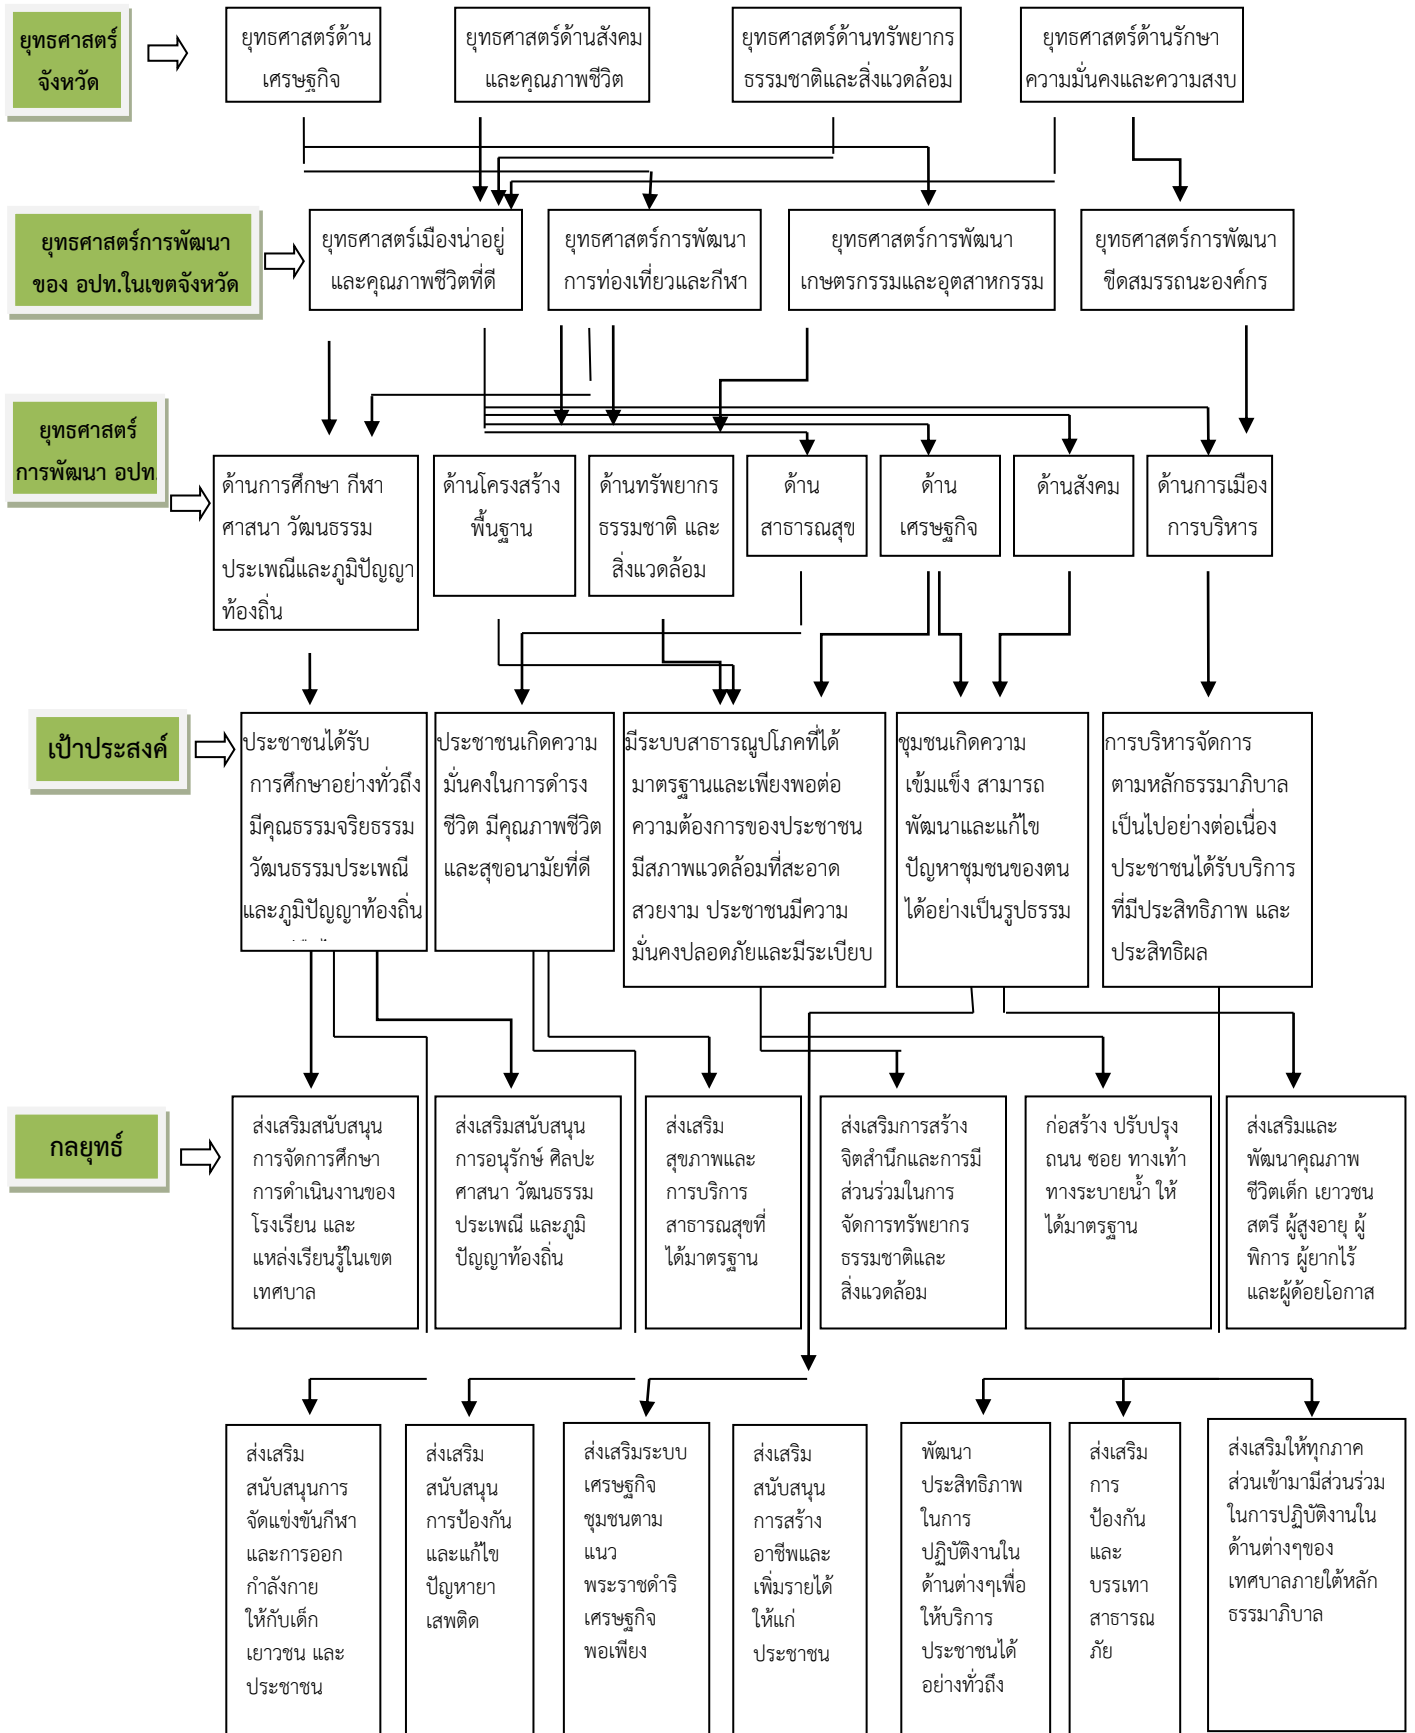 ยุทธศาสตร์
จังหวัด
ยุทธศาสตร์ด้าน
เศรษฐกิจ
ยุทธศาสตร์ด้านสังคม
และคุณภาพชีวิต
ยุทธศาสตร์ด้านทรัพยากร
ธรรมชาติและสิ่งแวดล้อม
ยุทธศาสตร์ด้านรักษา
ความมั่นคงและความสงบ
ยุทธศาสตร์การพัฒนา
ของ อปท.ในเขตจังหวัด
ยุทธศาสตร์เมืองน่าอยู่
และคุณภาพชีวิตที่ดี
ยุทธศาสตร์การพัฒนา
การท่องเที่ยวและกีฬา
ยุทธศาสตร์การพัฒนา
เกษตรกรรมและอุตสาหกรรม
ยุทธศาสตร์การพัฒนา
ขีดสมรรถนะองค์กร
ยุทธศาสตร์
การพัฒนา อปท.
ด้านการศึกษา กีฬา
ศาสนา วัฒนธรรม
ประเพณีและภูมิปัญญา
ท้องถิ่น
ด้านโครงสร้าง
พื้นฐาน
ด้านทรัพยากร
ธรรมชาติ และ
สิ่งแวดล้อม
ด้าน
สาธารณสุข
ด้าน
เศรษฐกิจ
ด้านสังคม
ด้านการเมือง
การบริหาร
เป้าประสงค์
ประชาชนได้รับ
การศึกษาอย่างทั่วถึง
มีคุณธรรมจริยธรรม
วัฒนธรรมประเพณี
และภูมิปัญญาท้องถิ่น
ประชาชนเกิดความ
มั่นคงในการดำรง
ชีวิต มีคุณภาพชีวิต
และสุขอนามัยที่ดี
มีระบบสาธารณูปโภคที่ได้
มาตรฐานและเพียงพอต่อ
ความต้องการของประชาชน
มีสภาพแวดล้อมที่สะอาด
สวยงาม ประชาชนมีความ
มั่นคงปลอดภัยและมีระเบียบ
ชุมชนเกิดความ
เข้มแข็ง สามารถ
พัฒนาและแก้ไข
ปัญหาชุมชนของตน
ได้อย่างเป็นรูปธรรม
การบริหารจัดการ
ตามหลักธรรมาภิบาล
เป็นไปอย่างต่อเนื่อง
ประชาชนได้รับบริการ
ที่มีประสิทธิภาพ และ
ประสิทธิผล
กลยุทธ์
ส่งเสริมสนับสนุน
การจัดการศึกษา
การดำเนินงานของ
โรงเรียน และ
แหล่งเรียนรู้ในเขต
เทศบาล
ส่งเสริมสนับสนุน
การอนุรักษ์ ศิลปะ
ศาสนา วัฒนธรรม
ประเพณี และภูมิ
ปัญญาท้องถิ่น
ส่งเสริม
สุขภาพและ
การบริการ
สาธารณสุขที่
ได้มาตรฐาน
ส่งเสริมการสร้าง
จิตสำนึกและการมี
ส่วนร่วมในการ
จัดการทรัพยากร
ธรรมชาติและ
สิ่งแวดล้อม
ก่อสร้าง ปรับปรุง
ถนน ซอย ทางเท้า
ทางระบายน้ำ ให้
ได้มาตรฐาน
ส่งเสริมและ
พัฒนาคุณภาพ
ชีวิตเด็ก เยาวชน
สตรี ผู้สูงอายุ ผู้
พิการ ผู้ยากไร้
และผู้ด้อยโอกาส
ส่งเสริม
สนับสนุนการ
จัดแข่งขันกีฬา
และการออก
กำลังกาย
ให้กับเด็ก
เยาวชน และ
ประชาชน
ส่งเสริม
สนับสนุน
การป้องกัน
และแก้ไข
ปัญหายา
เสพติด
ส่งเสริมระบบ
เศรษฐกิจ
ชุมชนตาม
แนว
พระราชดำริ
เศรษฐกิจ
พอเพียง
ส่งเสริม
สนับสนุน
การสร้าง
อาชีพและ
เพิ่มรายได้
ให้แก่
ประชาชน
พัฒนา
ประสิทธิภาพ
ในการ
ปฏิบัติงานใน
ด้านต่างๆเพื่อ
ให้บริการ
ประชาชนได้
อย่างทั่วถึง
ส่งเสริม
การ
ป้องกัน
และ
บรรเทา
สาธารณ
ภัย
ส่งเสริมให้ทุกภาค
ส่วนเข้ามามีส่วนร่วม
ในการปฏิบัติงานใน
ด้านต่างๆของ
เทศบาลภายใต้หลัก
ธรรมาภิบาล